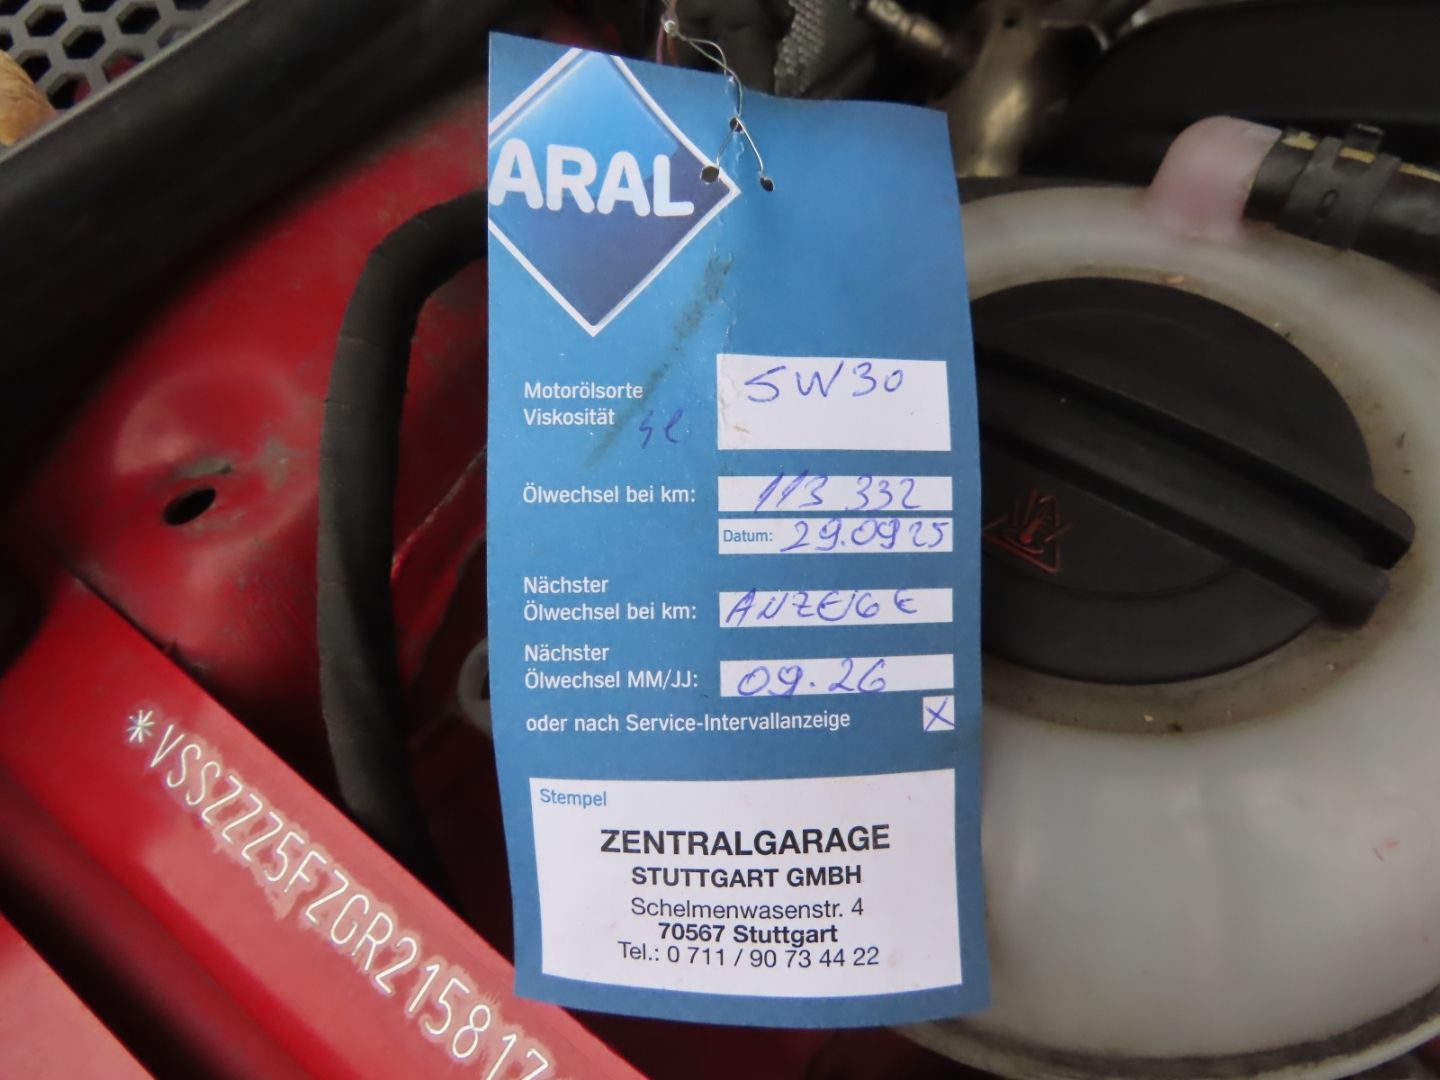 ARAL
Motorölsorte
Viskosität
5W30
Ölwechsel bei km: 113 332
Datum: 29.09 25
Nächster
Ölwechsel bei km: ANZEIGE
Nächster
Ölwechsel MM/JJ: 09.26
oder nach Service-Intervallanzeige X
Stempel
ZENTRALGARAGE
STUTTGART GMBH
Schelmenwasenstr. 4
70567 Stuttgart
Tel.: 0 711 / 90 73 44 22
*VSSZZZ5FZGR21581